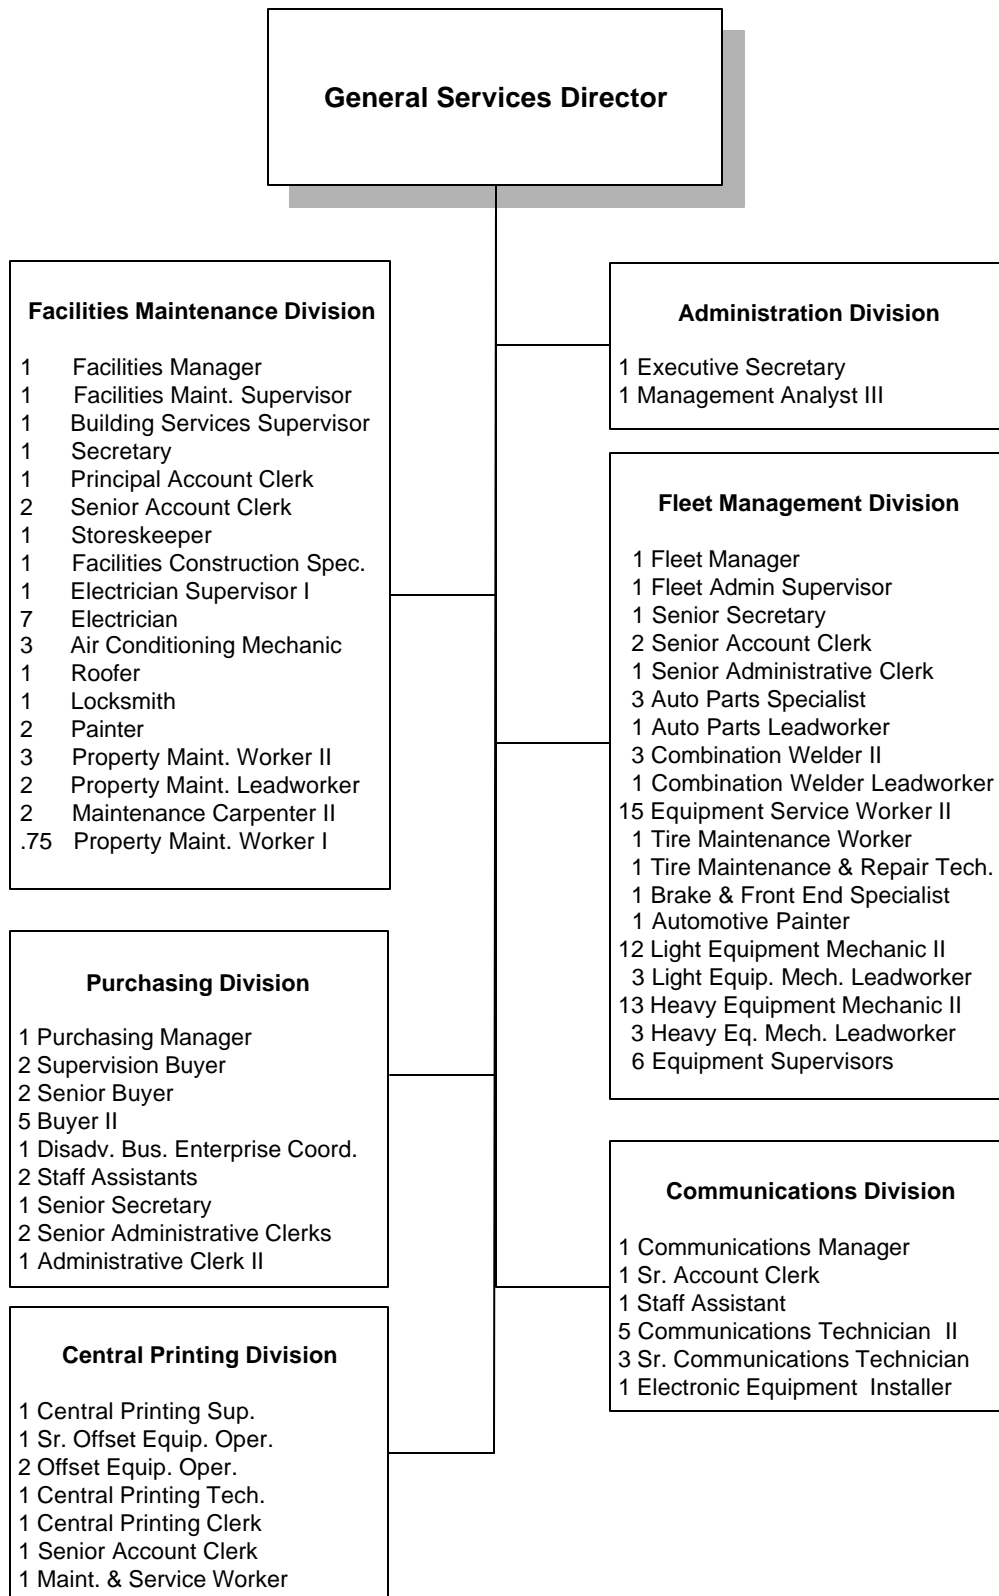 General Services Director
Facilities Maintenance Division
1 Facilities Manager
1 Facilities Maint. Supervisor
1 Building Services Supervisor
1 Secretary
1 Principal Account Clerk
2 Senior Account Clerk
1 Storeskeeper
1 Facilities Construction Spec.
1 Electrician Supervisor I
7 Electrician
3 Air Conditioning Mechanic
1 Roofer
1 Locksmith
2 Painter
3 Property Maint. Worker II
2 Property Maint. Leadworker
2 Maintenance Carpenter II
.75 Property Maint. Worker I
Purchasing Division
1 Purchasing Manager
2 Supervision Buyer
2 Senior Buyer
5 Buyer II
1 Disadv. Bus. Enterprise Coord.
2 Staff Assistants
1 Senior Secretary
2 Senior Administrative Clerks
1 Administrative Clerk II
Central Printing Division
1 Central Printing Sup.
1 Sr. Offset Equip. Oper.
2 Offset Equip. Oper.
1 Central Printing Tech.
1 Central Printing Clerk
1 Senior Account Clerk
1 Maint. & Service Worker
Administration Division
1 Executive Secretary
1 Management Analyst III
Fleet Management Division
1 Fleet Manager
1 Fleet Admin Supervisor
1 Senior Secretary
2 Senior Account Clerk
1 Senior Administrative Clerk
3 Auto Parts Specialist
1 Auto Parts Leadworker
3 Combination Welder II
1 Combination Welder Leadworker
15 Equipment Service Worker II
1 Tire Maintenance Worker
1 Tire Maintenance & Repair Tech.
1 Brake & Front End Specialist
1 Automotive Painter
12 Light Equipment Mechanic II
3 Light Equip. Mech. Leadworker
13 Heavy Equipment Mechanic II
3 Heavy Eq. Mech. Leadworker
6 Equipment Supervisors
Communications Division
1 Communications Manager
1 Sr. Account Clerk
1 Staff Assistant
5 Communications Technician II
3 Sr. Communications Technician
1 Electronic Equipment Installer